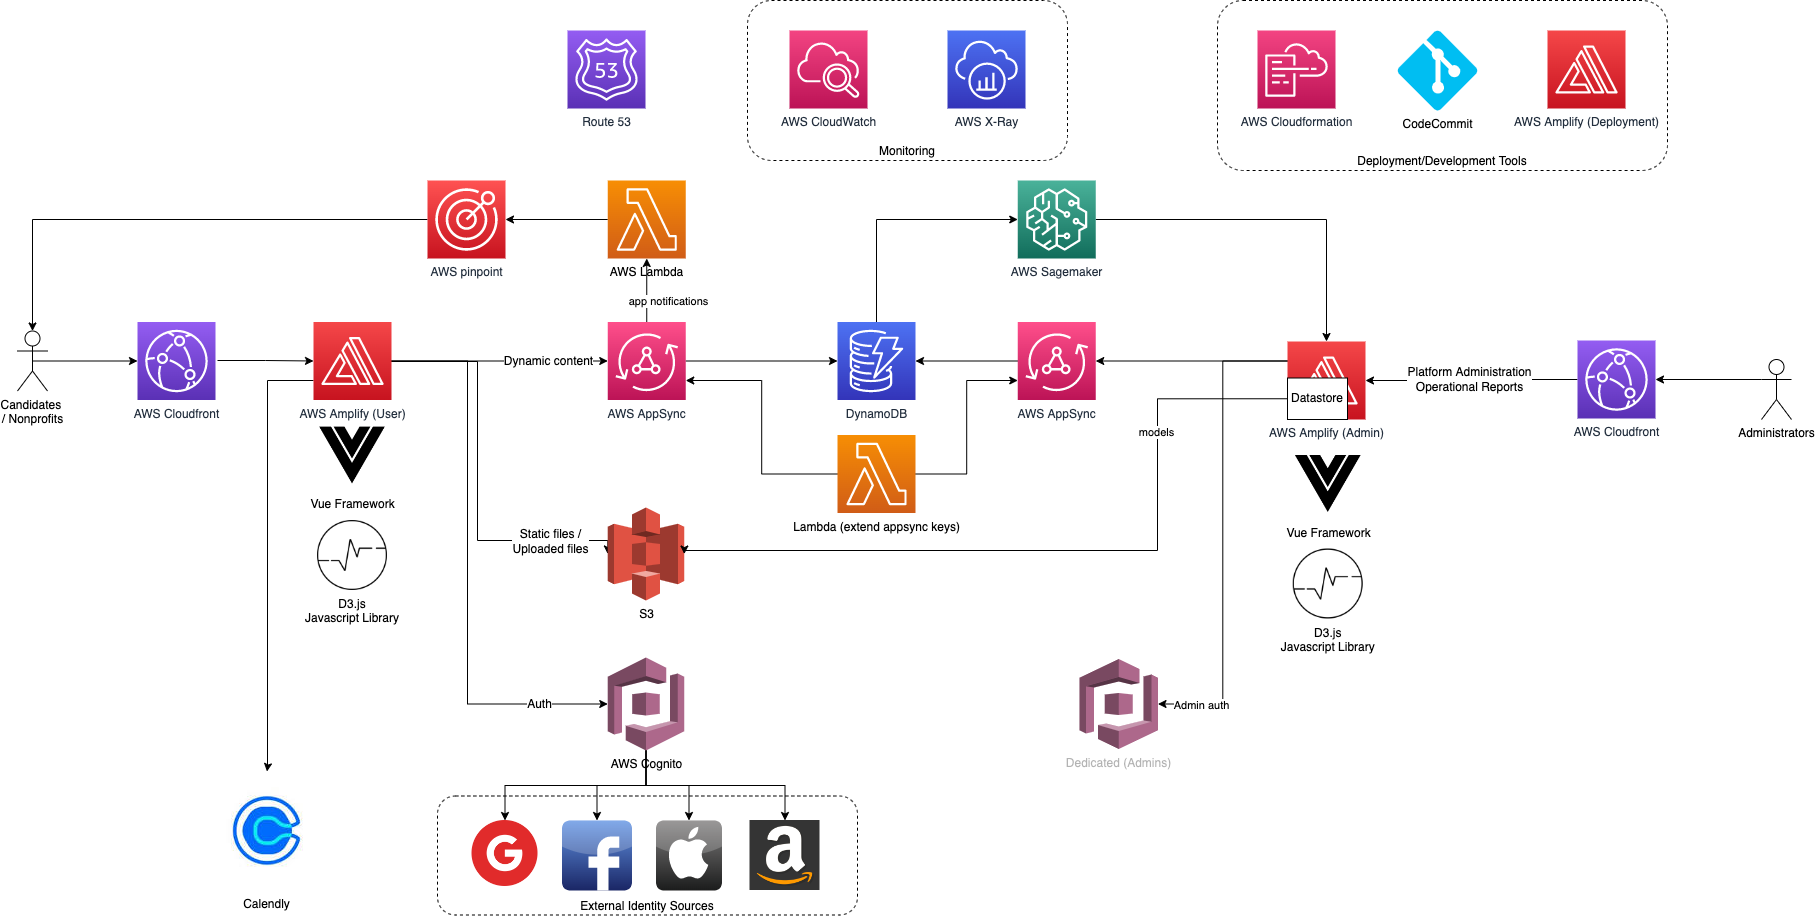 53
Route 53
AWS CloudWatch
AWS X-Ray
Monitoring
AWS Cloudformation
CodeCommit
AWS Amplify (Deployment)
Deployment/Development Tools
AWS pinpoint
AWS Lambda
app notifications
AWS Sagemaker
Candidates
/ Nonprofits
AWS Cloudfront
AWS Amplify (User)
Dynamic content
AWS AppSync
DynamoDB
AWS AppSync
models
Datastore
AWS Amplify (Admin)
Platform Administration
Operational Reports
AWS Cloudfront
Administrators
Vue Framework
D3.js
Javascript Library
Static files /
Uploaded files
S3
Lambda (extend appsync keys)
Vue Framework
D3.js
Javascript Library
Auth
AWS Cognito
Admin auth
Dedicated (Admins)
Calendly
G
f
a
External Identity Sources